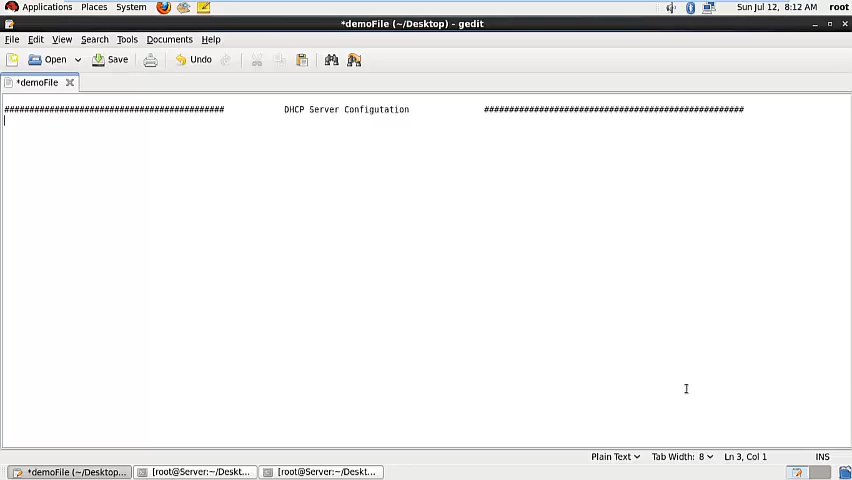 Applications Places System Sun Jul 12, 8:12 AM root
*demoFile (~/Desktop) - gedit
File Edit View Search Tools Documents Help
Open Save Undo
*demoFile
############################################ DHCP Server Configutation ####################################################
Plain Text Tab Width: 8 Ln 3, Col 1 INS
*demoFile (~/Desktop... [root@Server:~/Deskt... [root@Server:~/Deskt...